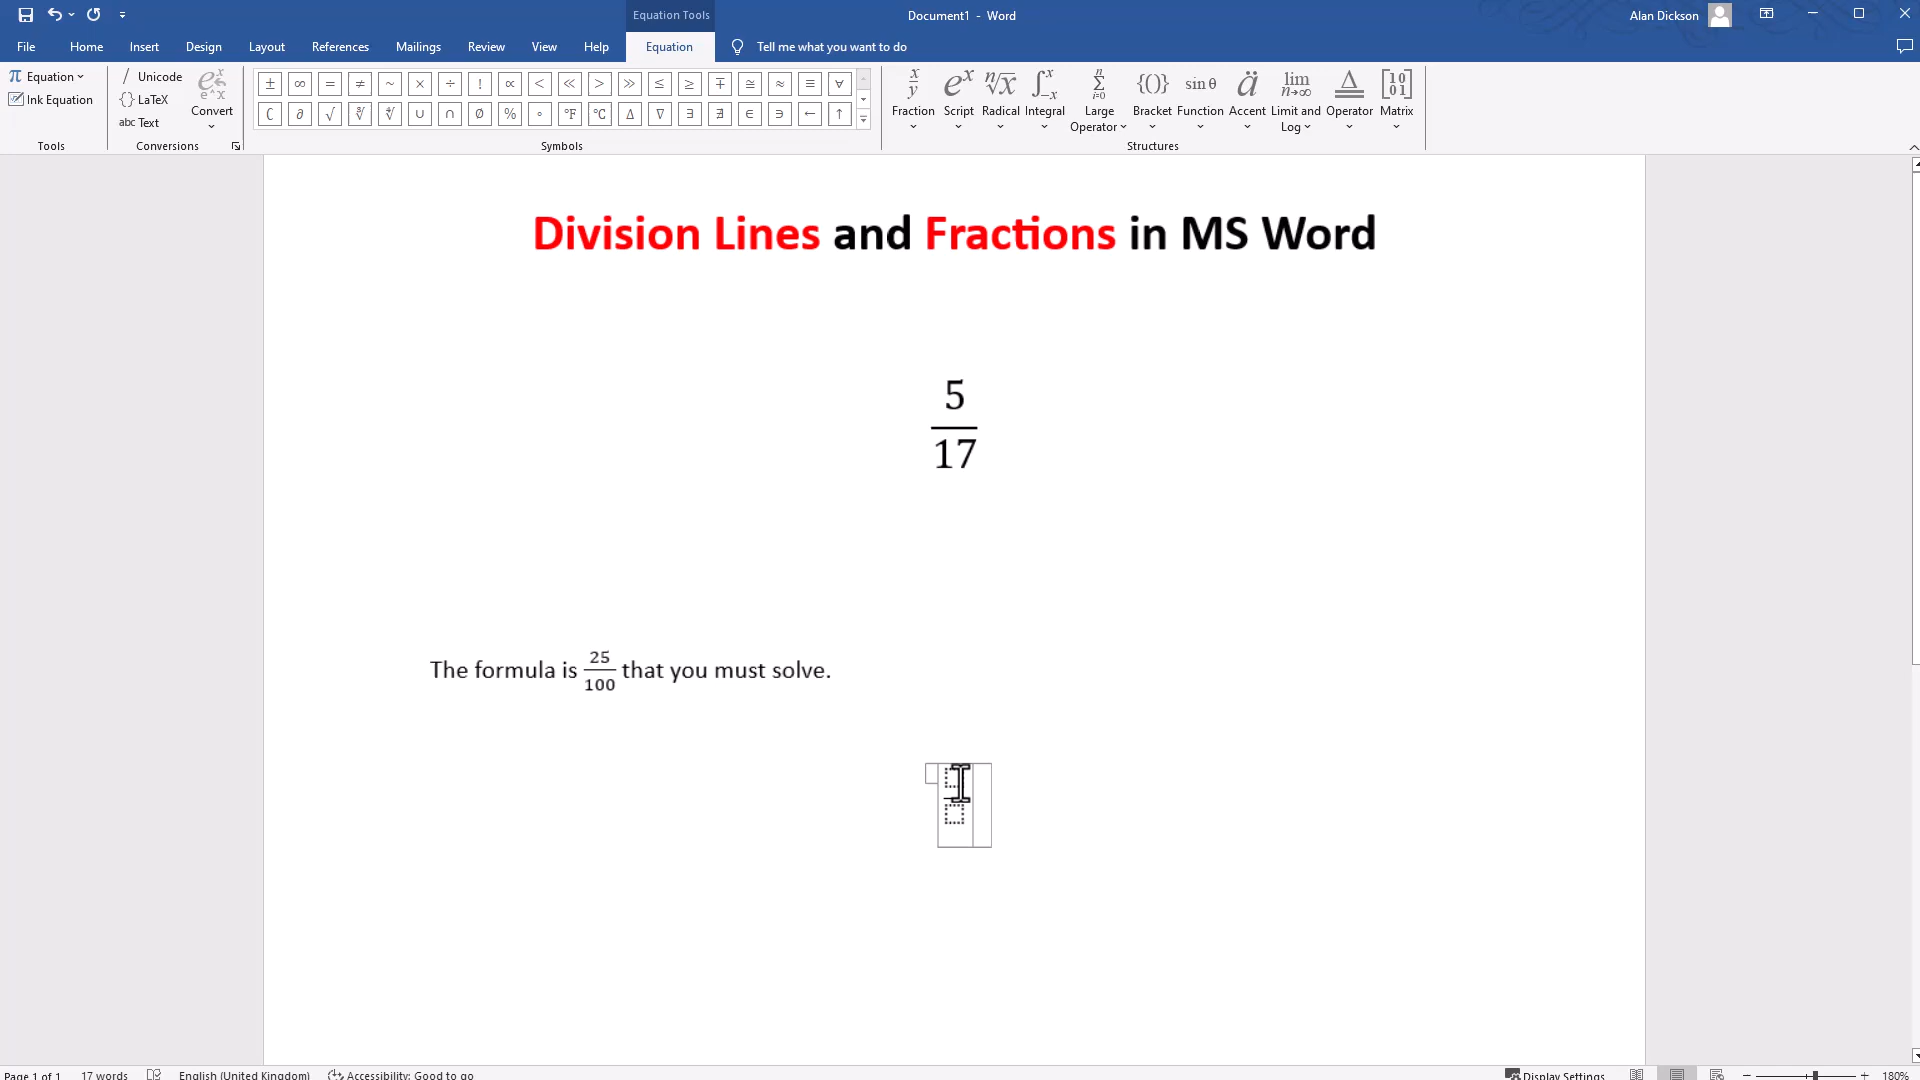 Equation Tools
Document1 - Word
Alan Dickson
File Home Insert Design Layout References Mailings Review View Help Equation Tell me what you want to do
π Equation
Ink Equation
Tools
/ Unicode
{} LaTeX
abc Text
Convert
Conversions
± ∞ = ≠ ~ × ÷ ! ∝ < ≪ > ≫ ≤ ≥ ∓ ≅ ≈ ≡ ∀
∁ ∂ √ ∛ ∜ ∪ ∩ ∅ % ° °F °C ∆ ∇ ∃ ∄ ∈ ∋ ← ↑
Symbols
Fraction Script Radical Integral Large Operator Bracket Function Accent Limit and Log Operator Matrix
Structures
Division Lines and Fractions in MS Word
5
17
The formula is 25/100 that you must solve.
Page 1 of 1 17 words English (United Kingdom) Accessibility: Good to go Display Settings 180%